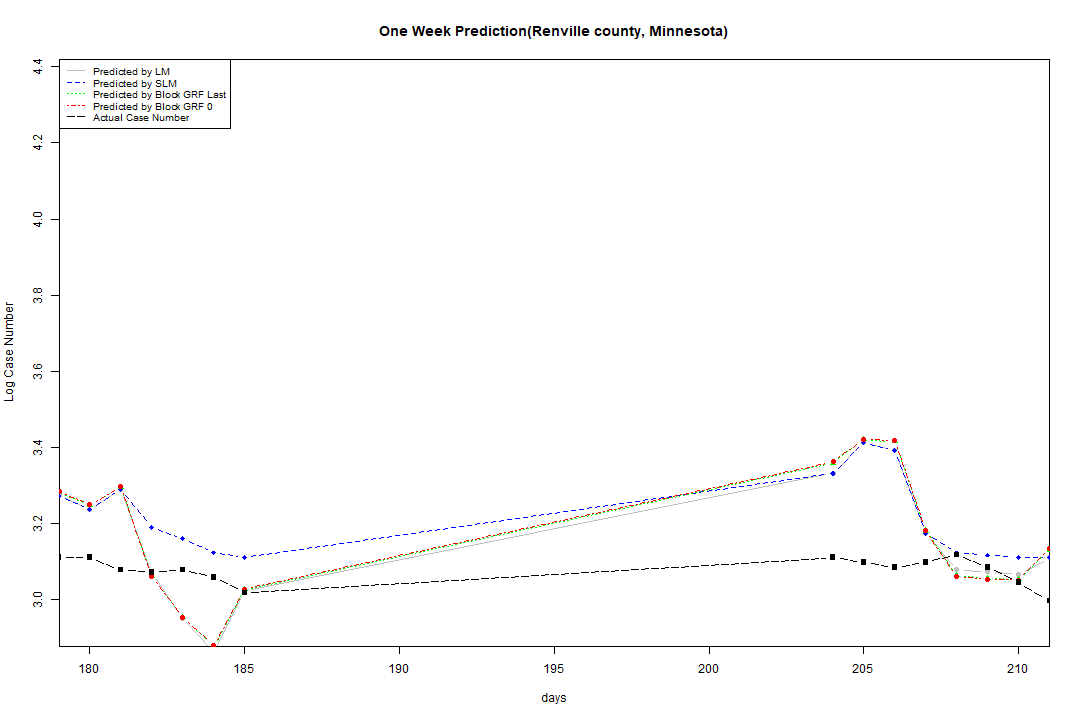 One Week Prediction(Renville county, Minnesota)
Predicted by LM
Predicted by SLM
Predicted by Block GRF Last
Predicted by Block GRF 0
Actual Case Number
4.4
4.2
4.0
3.8
3.6
3.4
3.2
3.0
Log Case Number
180 185 190 195 200 205 210
days